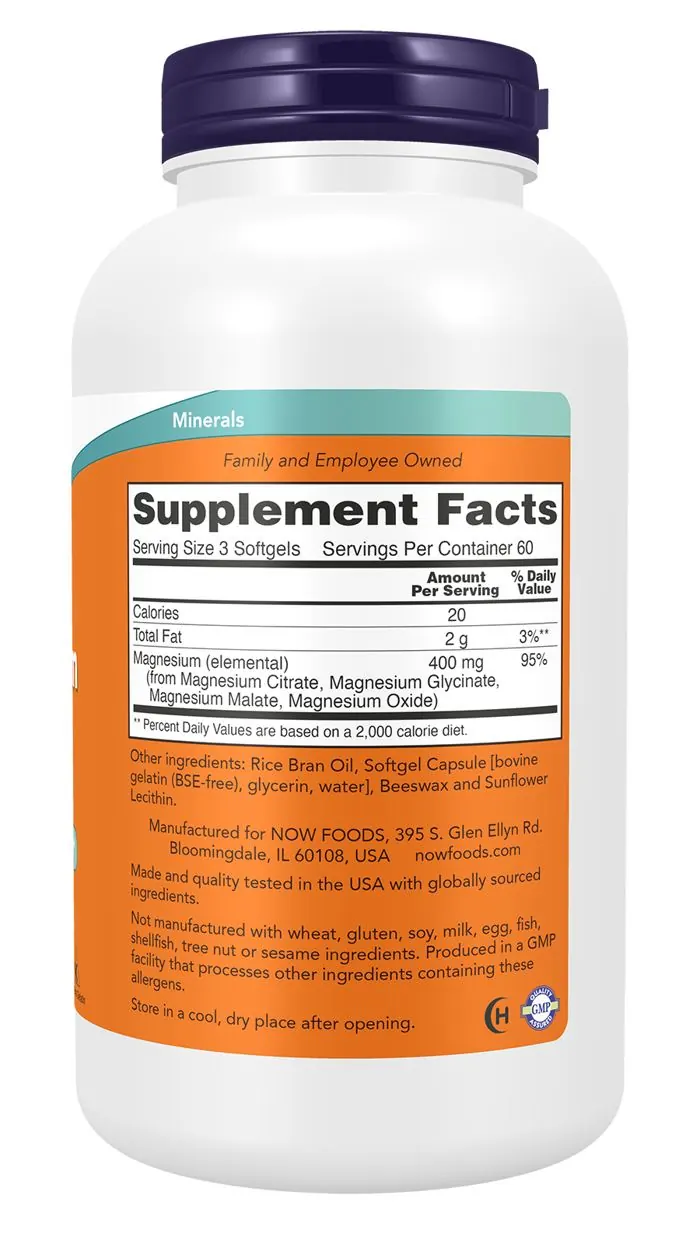 Minerals
Family and Employee Owned
Supplement Facts
Serving Size 3 Softgels Servings Per Container 60
Amount Per Serving % Daily Value
Calories 20
Total Fat 2 g 3%**
Magnesium (elemental) 400 mg 95%
(from Magnesium Citrate, Magnesium Glycinate,
Magnesium Malate, Magnesium Oxide)
** Percent Daily Values are based on a 2,000 calorie diet.
Other ingredients: Rice Bran Oil, Softgel Capsule [bovine
gelatin (BSE-free), glycerin, water], Beeswax and Sunflower
Lecithin.
Manufactured for NOW FOODS, 395 S. Glen Ellyn Rd.
Bloomingdale, IL 60108, USA nowfoods.com
Made and quality tested in the USA with globally sourced
ingredients.
Not manufactured with wheat, gluten, soy, milk, egg, fish,
shellfish, tree nut or sesame ingredients. Produced in a GMP
facility that processes other ingredients containing these
allergens.
Store in a cool, dry place after opening.
H
QUALITY
GMP
ASSURED